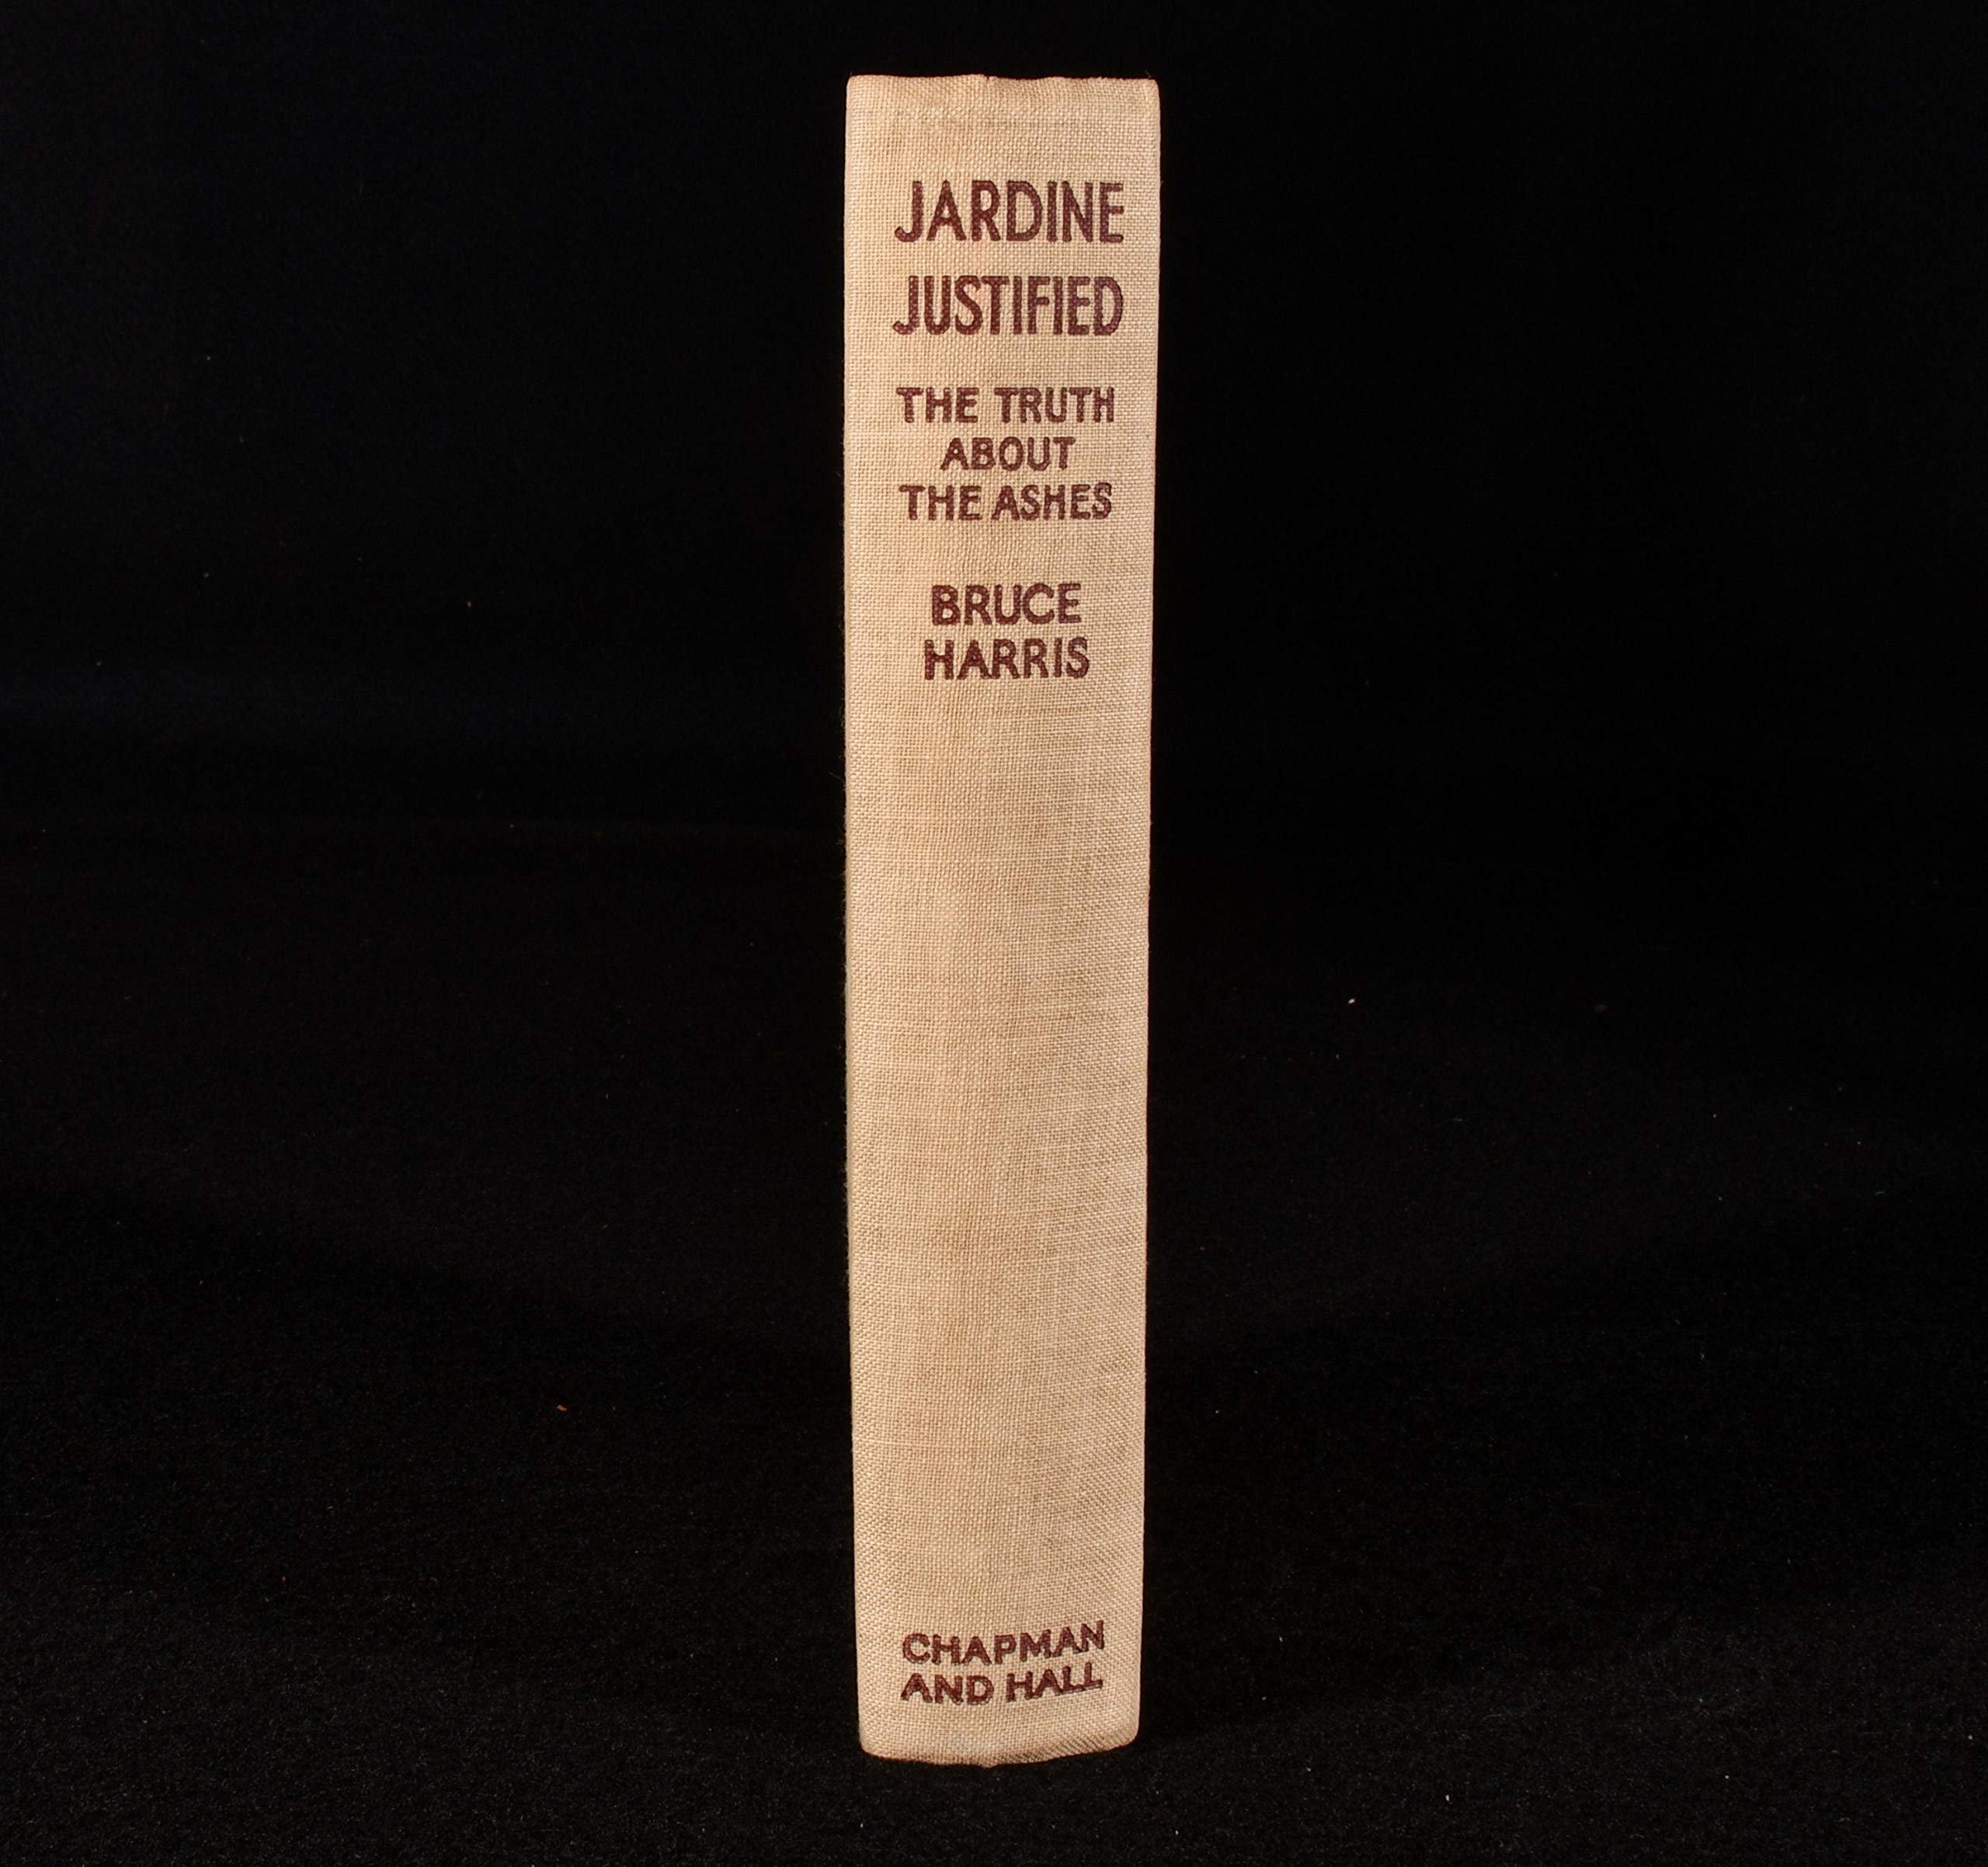 JARDINE
JUSTIFIED
THE TRUTH
ABOUT
THE ASHES
BRUCE
HARRIS
CHAPMAN
AND HALL